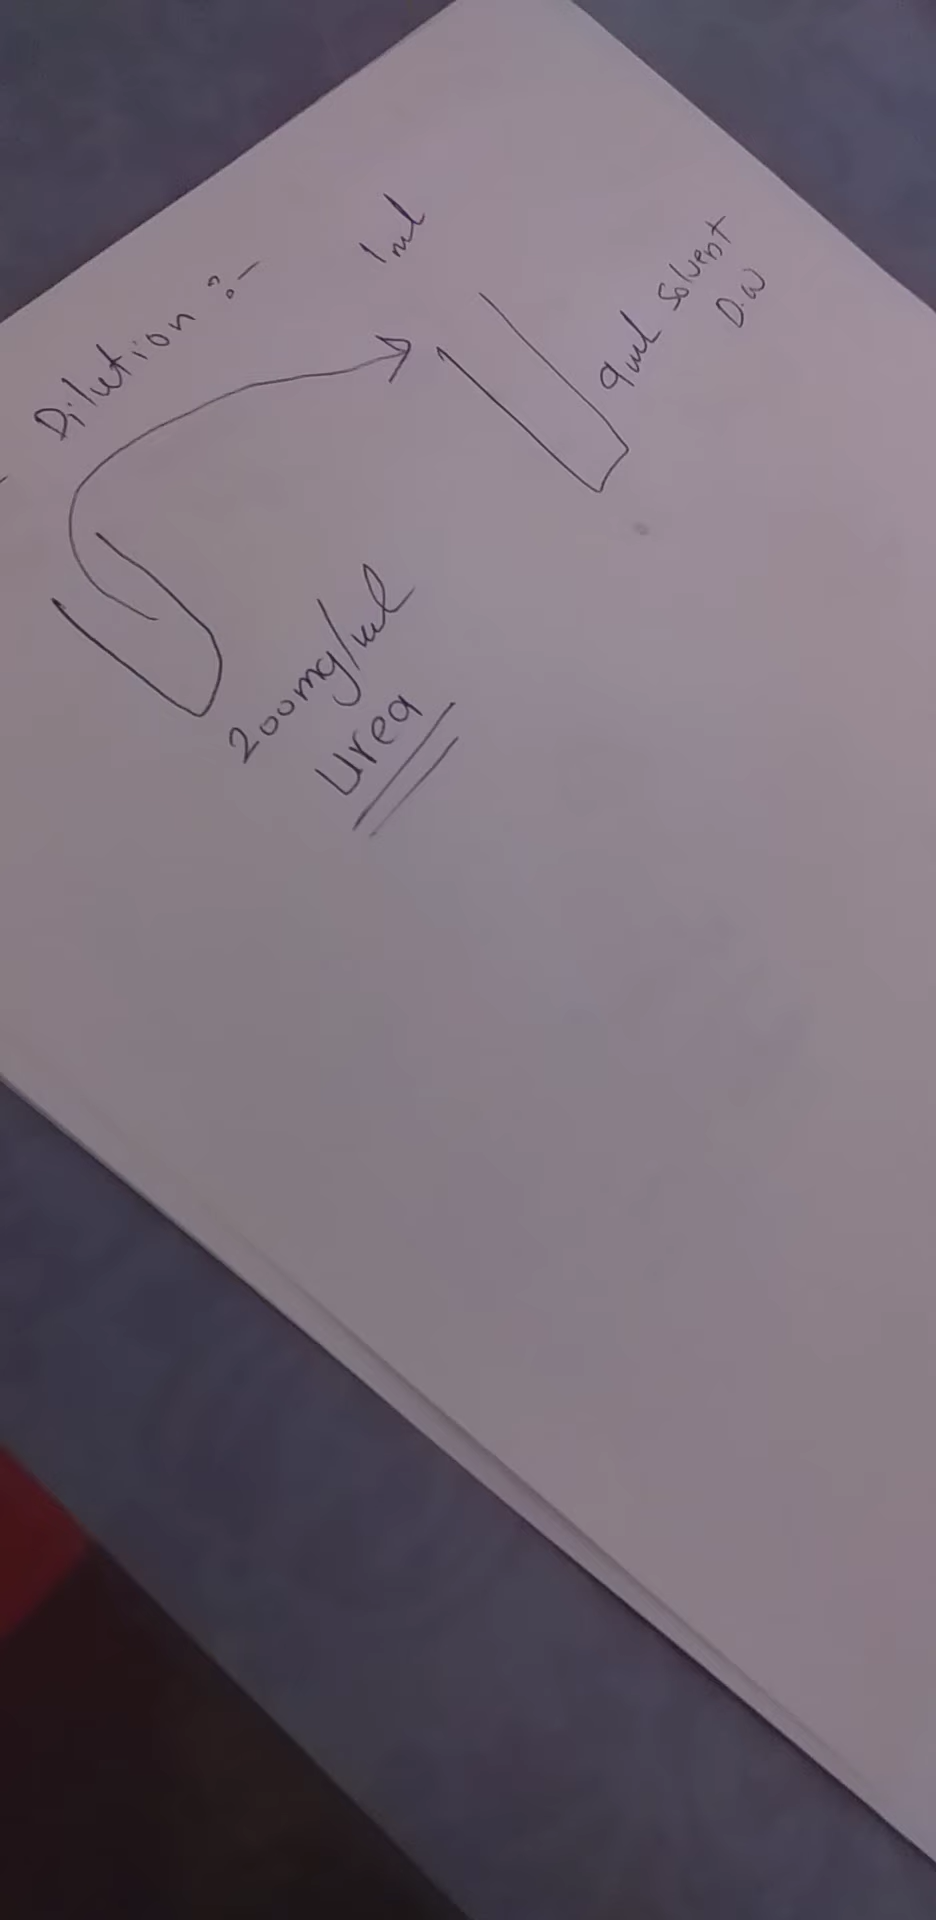 Dilution :-
1ml
9ml solvent
D.W
200mg/ml
Urea